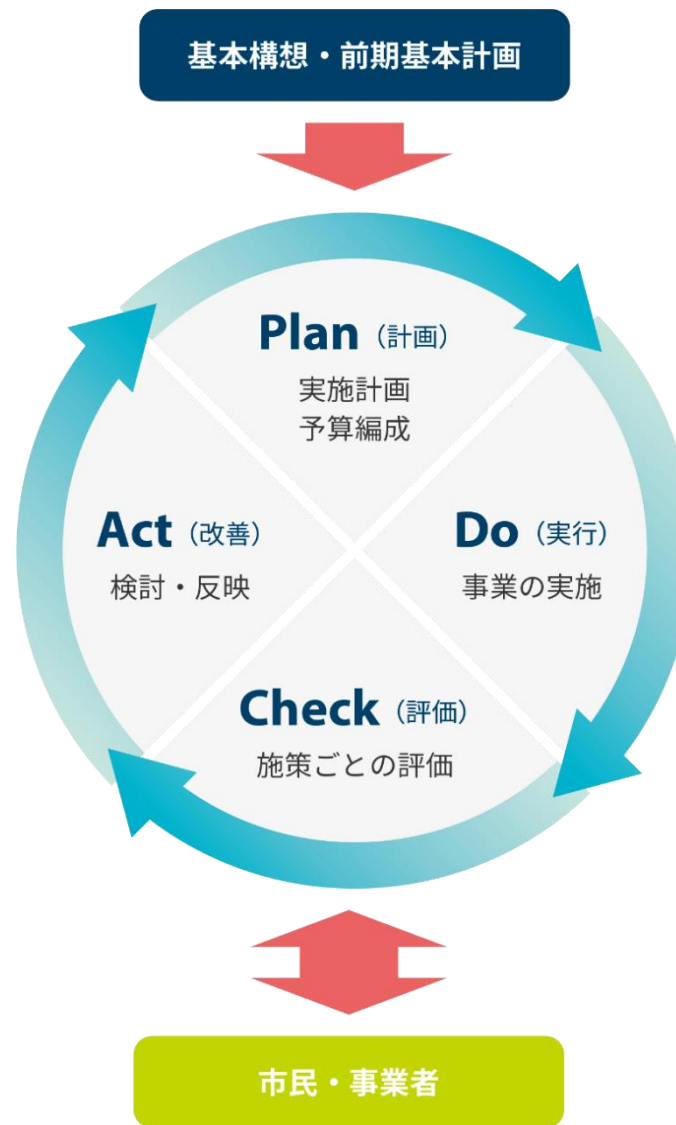 基本構想・前期基本計画
Plan（計画）
実施計画
予算編成
Act（改善）
検討・反映
Do（実行）
事業の実施
Check（評価）
施策ごとの評価
市民・事業者